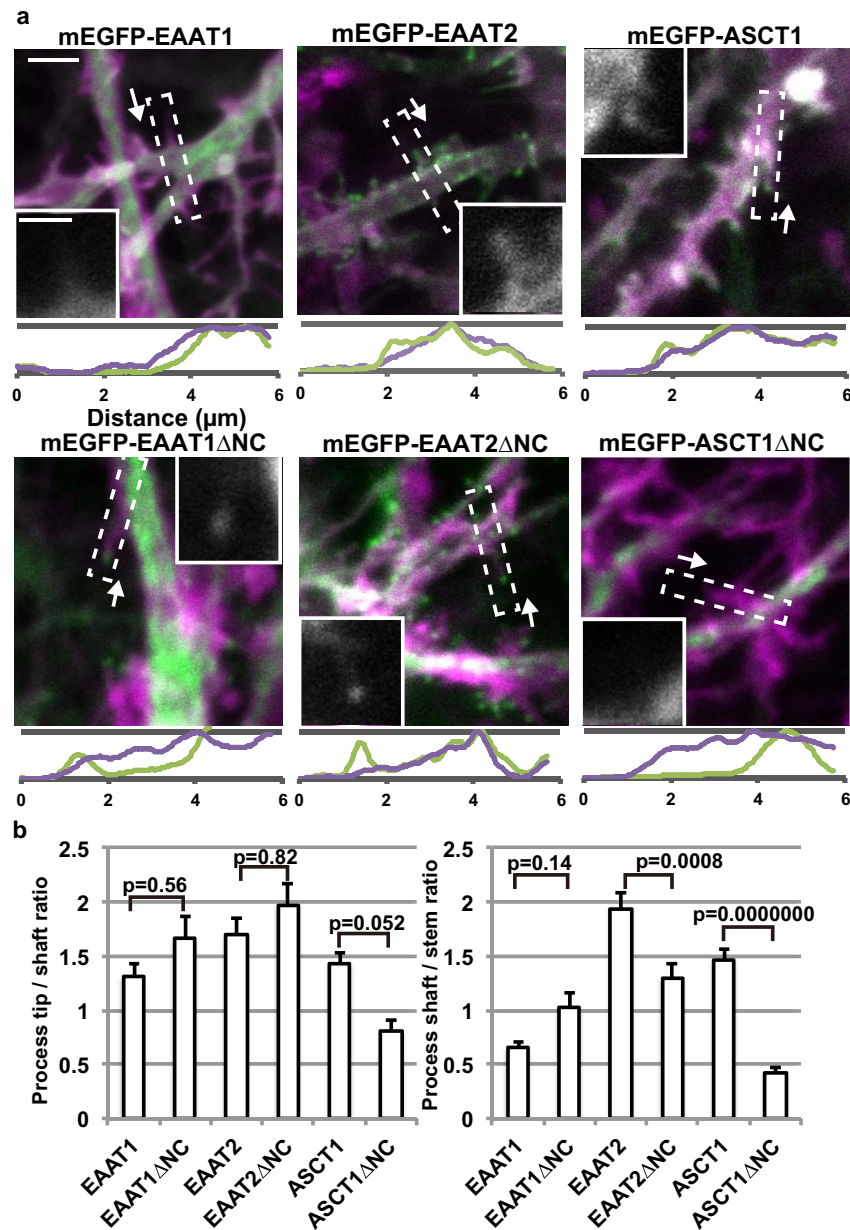 a
mEGFP-EAAT1 mEGFP-EAAT2 mEGFP-ASCT1
0 2 4 6 0 2 4 6 0 2 4 6
Distance (µm)
mEGFP-EAAT1ΔNC mEGFP-EAAT2ΔNC mEGFP-ASCT1ΔNC
0 2 4 6 0 2 4 6 0 2 4 6
b
Process tip / shaft ratio
2.5
2
1.5
1
0.5
0
p=0.56
p=0.82
p=0.052
EAAT1
EAAT1ΔNC
EAAT2
EAAT2ΔNC
ASCT1
ASCT1ΔNC
Process shaft / stem ratio
2.5
2
1.5
1
0.5
0
p=0.14
p=0.0008
p=0.0000000
EAAT1
EAAT1ΔNC
EAAT2
EAAT2ΔNC
ASCT1
ASCT1ΔNC